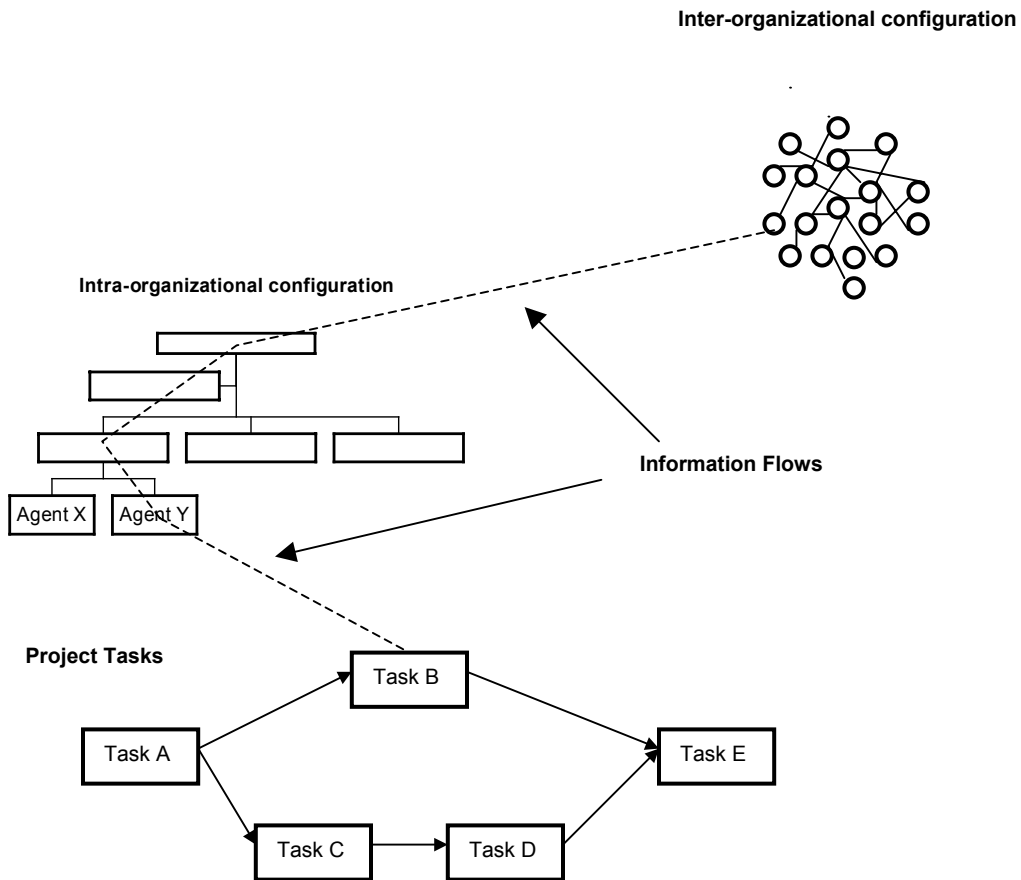 Inter-organizational configuration
Intra-organizational configuration
Information Flows
Agent X
Agent Y
Project Tasks
Task B
Task A
Task E
Task C
Task D